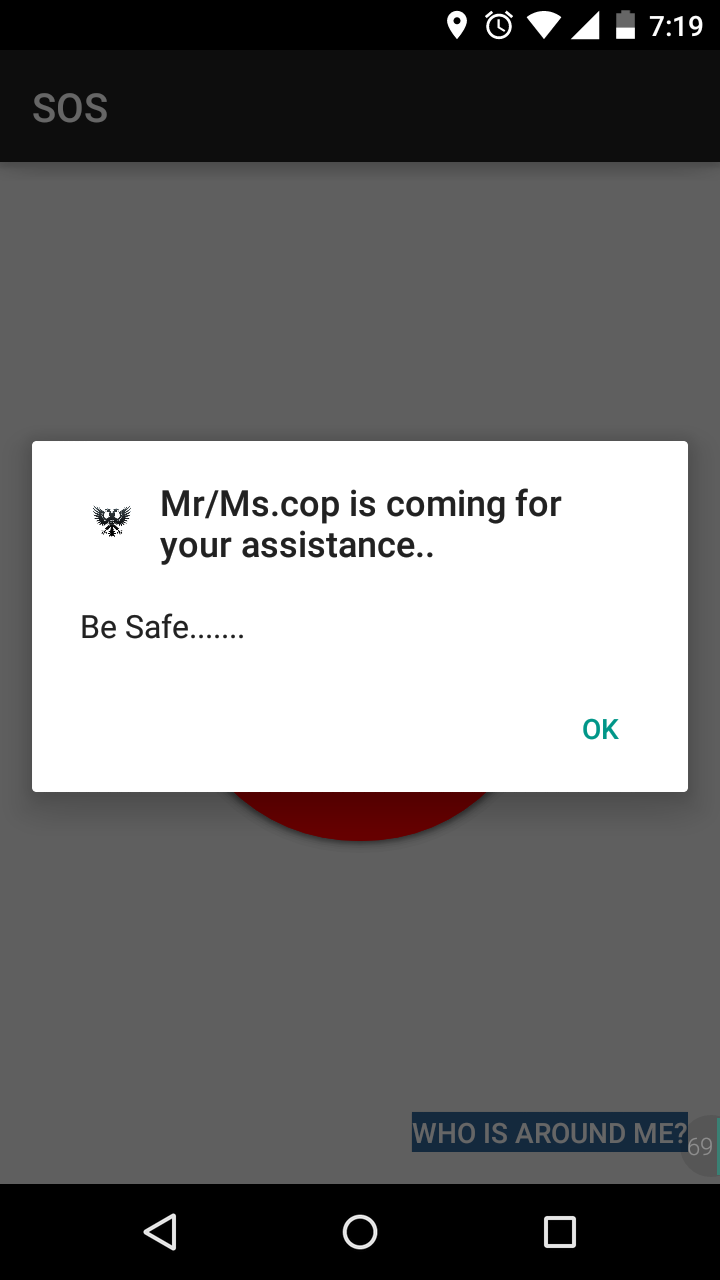 7:19
SOS
Mr/Ms.cop is coming for
your assistance..
Be Safe.......
OK
WHO IS AROUND ME?
69